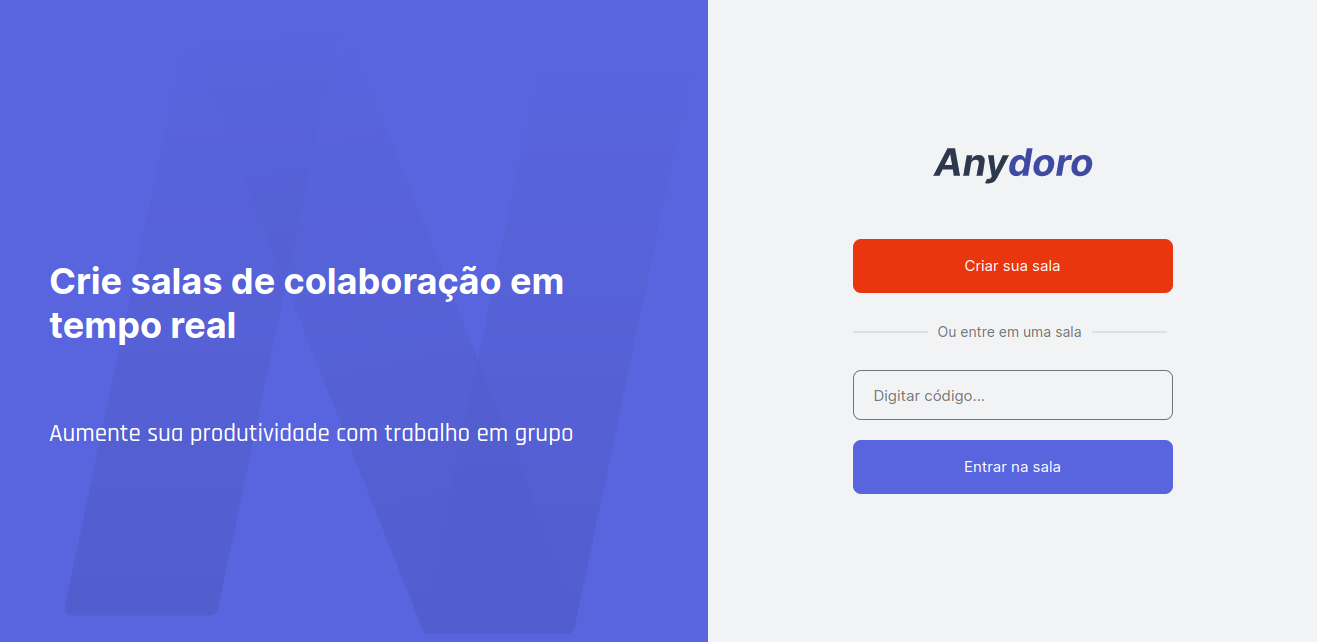 Crie salas de colaboração em
tempo real
Aumente sua produtividade com trabalho em grupo
Anydoro
Criar sua sala
Ou entre em uma sala
Digitar código...
Entrar na sala